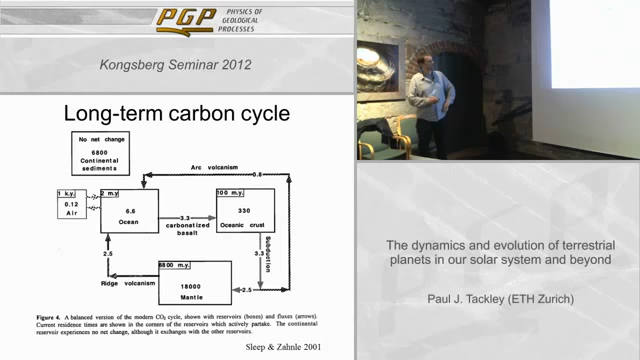 PGP
PHYSICS OF
GEOLOGICAL
PROCESSES
Kongsberg Seminar 2012
Long-term carbon cycle
No net change
6800
Continental
sediments
Arc volcanism
0.8
1 k.y.
0.12
Air
2 m.y
6.6
Ocean
3.3
carbonatized
basalt
100 m.y.
330
Oceanic crust
2.5
Subduction
3.3
Ridge volcanism
6800 m.y.
18000
Mantle
2.5
Figure 4. A balanced version of the modern CO₂ cycle, shown with reservoirs (boxes) and fluxes (arrows).
Current residence times are shown in the corners of the reservoirs which actively partake. The continental
reservoir experiences no net change, although it exchanges with the other reservoirs.
Sleep & Zahnle 2001
The dynamics and evolution of terrestrial
planets in our solar system and beyond
Paul J. Tackley (ETH Zurich)